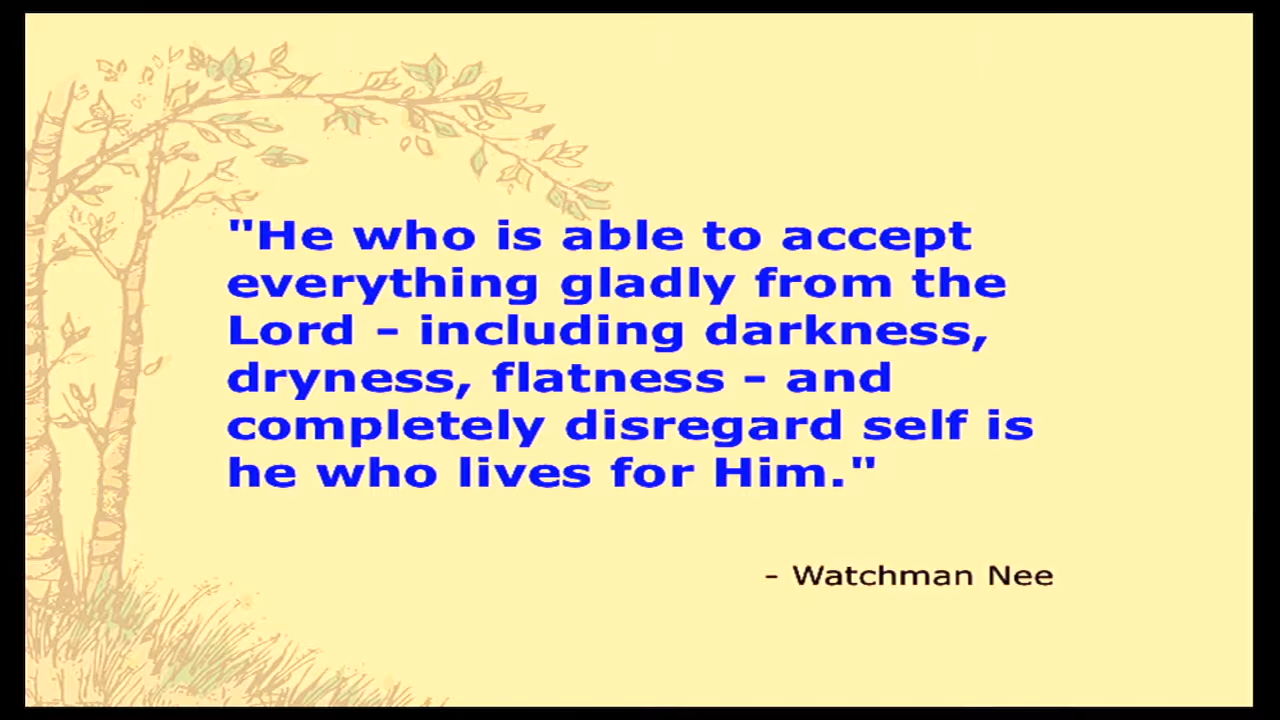 "He who is able to accept
everything gladly from the
Lord - including darkness,
dryness, flatness - and
completely disregard self is
he who lives for Him."
- Watchman Nee